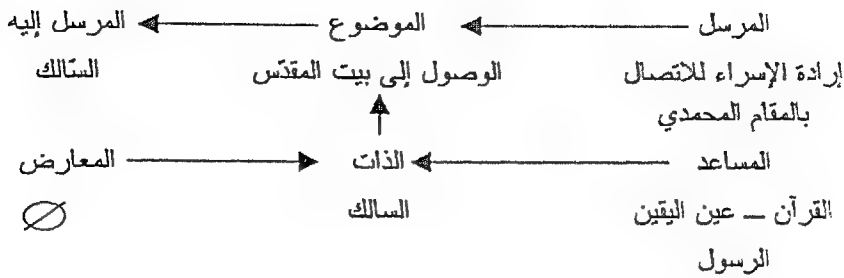 المرسل الموضوع المرسل إليه
إرادة الإسراء للاتصال الوصول إلى بيت المقدّس السّالك
بالمقام المحمدي
المساعد الذات المعارض
القرآن ــ عين اليقين السالك ∅
الرسول